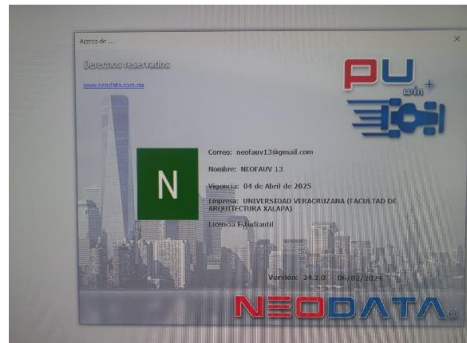 Acerca de ...
Derechos reservados
www.neodata.com.mx
PU
win +
Correo: neofauv13@gmail.com
Nombre: NEOFAUV 13
Vigencia: 04 de Abril de 2025
Empresa: UNIVERSIDAD VERACRUZANA (FACULTAD DE
ARQUITECTURA XALAPA)
Licencia Estudiantil
N
Versión: 24.2.0 06/02/2024
NEODATA